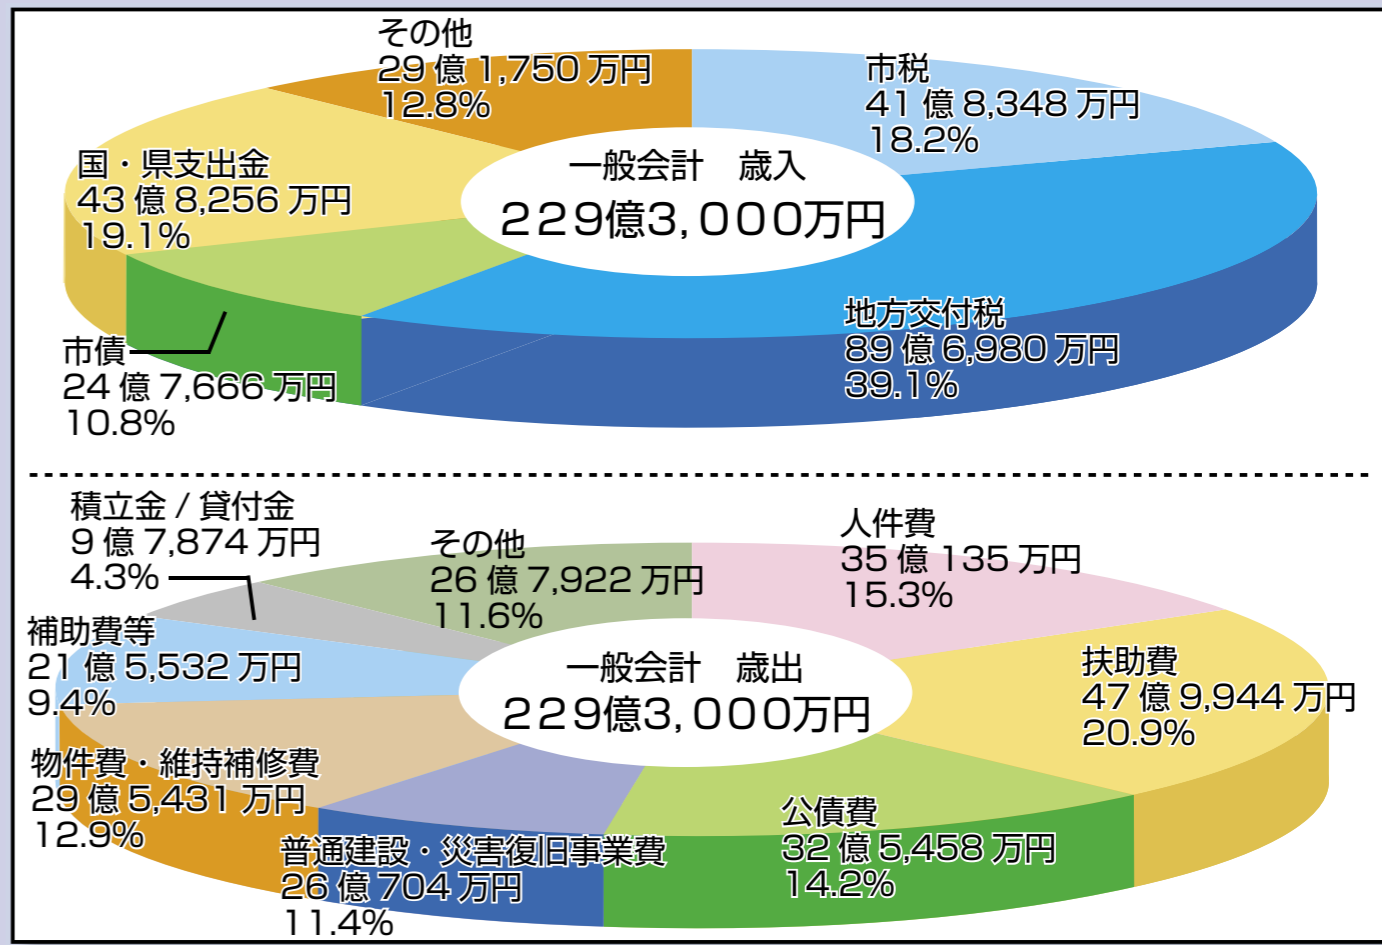 その他
29 億 1,750 万円
12.8%
市税
41 億 8,348 万円
18.2%
国・県支出金
43 億 8,256 万円
19.1%
一般会計　歳入
２２９億３，０００万円
地方交付税
89 億 6,980 万円
39.1%
市債
24 億 7,666 万円
10.8%
積立金 / 貸付金
9 億 7,874 万円
4.3%
その他
26 億 7,922 万円
11.6%
人件費
35 億 135 万円
15.3%
補助費等
21 億 5,532 万円
9.4%
一般会計　歳出
２２９億３，０００万円
扶助費
47 億 9,944 万円
20.9%
物件費・維持補修費
29 億 5,431 万円
12.9%
普通建設・災害復旧事業費
26 億 704 万円
11.4%
公債費
32 億 5,458 万円
14.2%